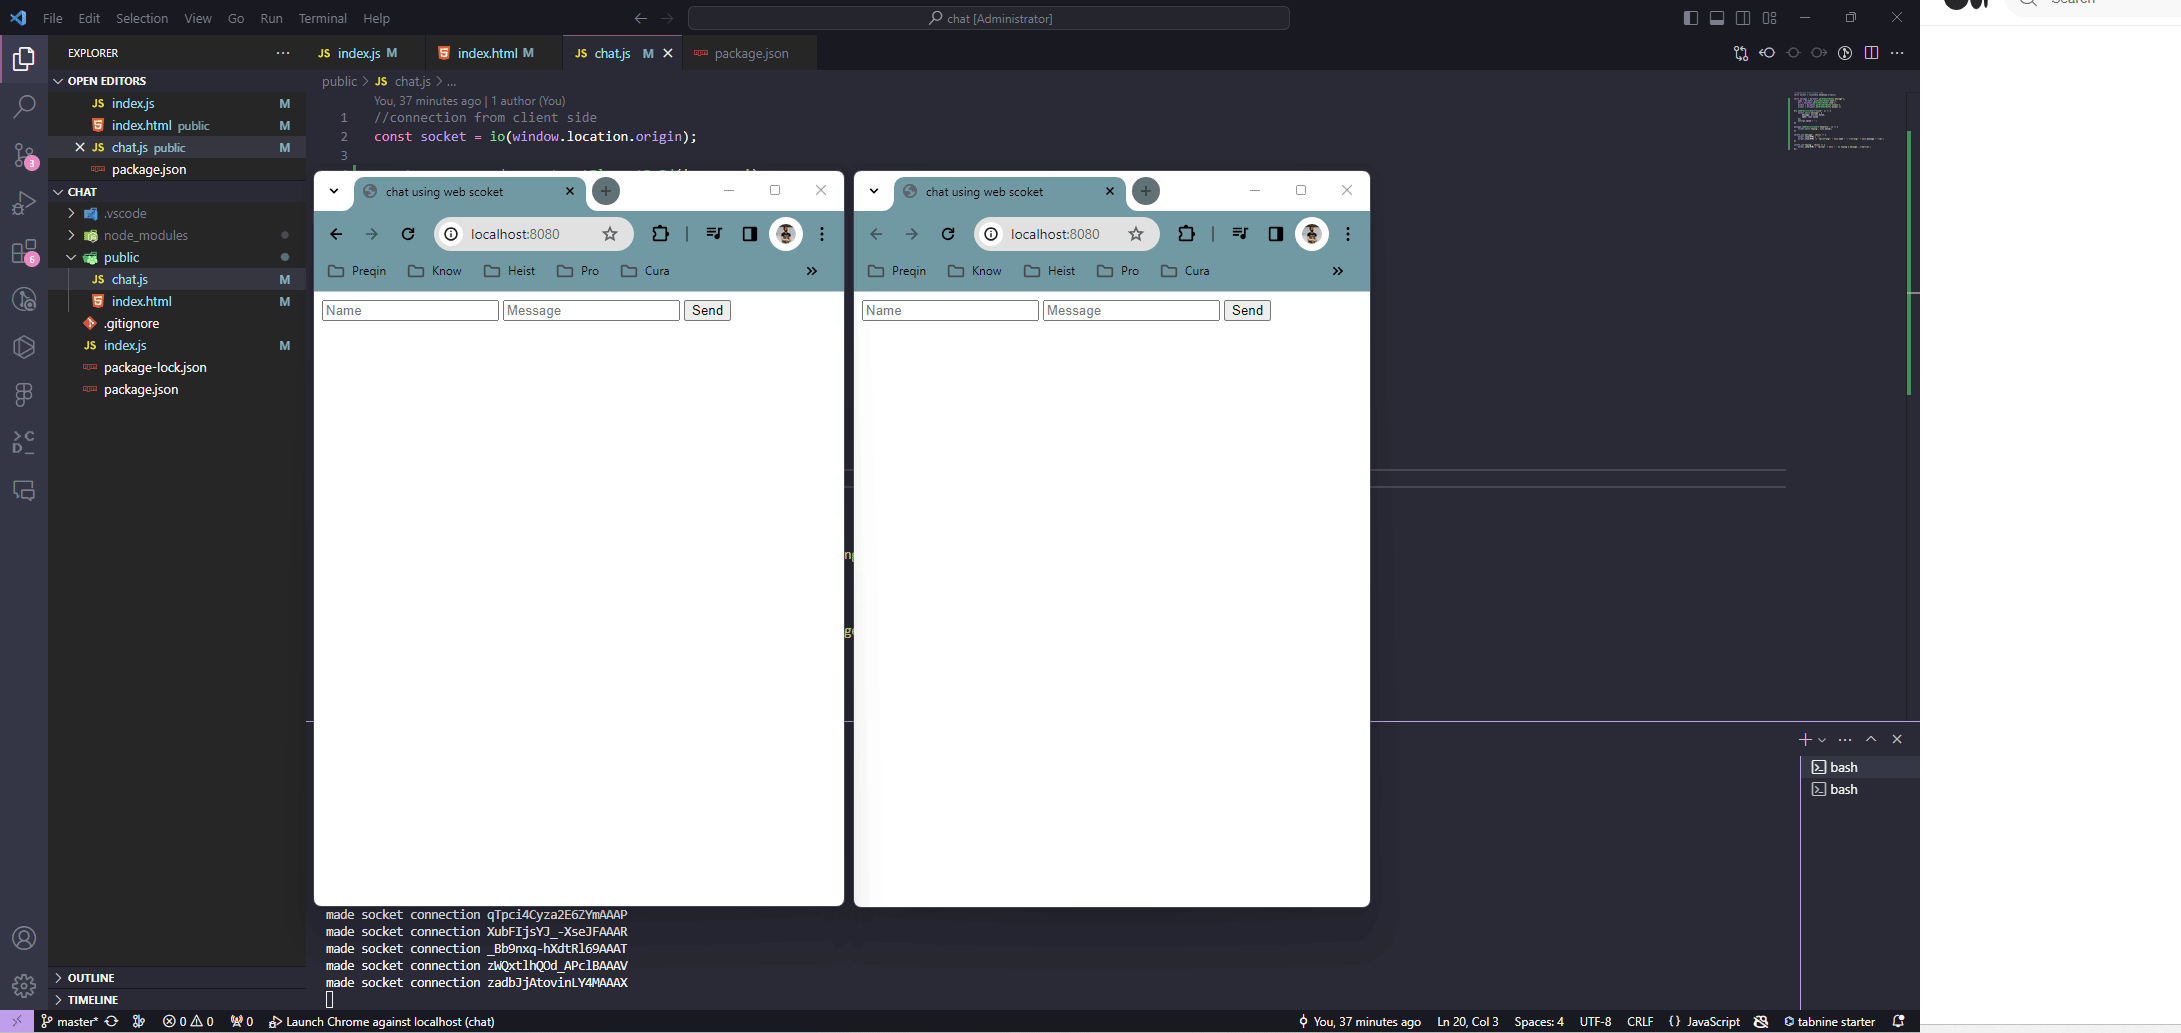 File Edit Selection View Go Run Terminal Help
chat [Administrator]
EXPLORER
OPEN EDITORS
JS index.js M
index.html public M
JS chat.js public M
package.json
CHAT
.vscode
node_modules
public
JS chat.js M
index.html M
.gitignore
JS index.js M
package-lock.json
package.json
OUTLINE
TIMELINE
3
6
JS index.js M
index.html M
JS chat.js M
package.json
public > JS chat.js > ...
You, 37 minutes ago | 1 author (You)
1 //connection from client side
2 const socket = io(window.location.origin);
3
chat using web scoket
localhost:8080
Preqin Know Heist Pro Cura
Name Message Send
chat using web scoket
localhost:8080
Preqin Know Heist Pro Cura
Name Message Send
made socket connection qTpci4Cyza2E6ZYmAAAP
made socket connection XubFIjsYJ_-XseJFAAAR
made socket connection _Bb9nxq-hXdtRl69AAAT
made socket connection zWQxtlhQOd_APclBAAAV
made socket connection zadbJjAtovinLY4MAAAX
bash
bash
master* 0 0 0 Launch Chrome against localhost (chat)
You, 37 minutes ago Ln 20, Col 3 Spaces: 4 UTF-8 CRLF {} JavaScript tabnine starter